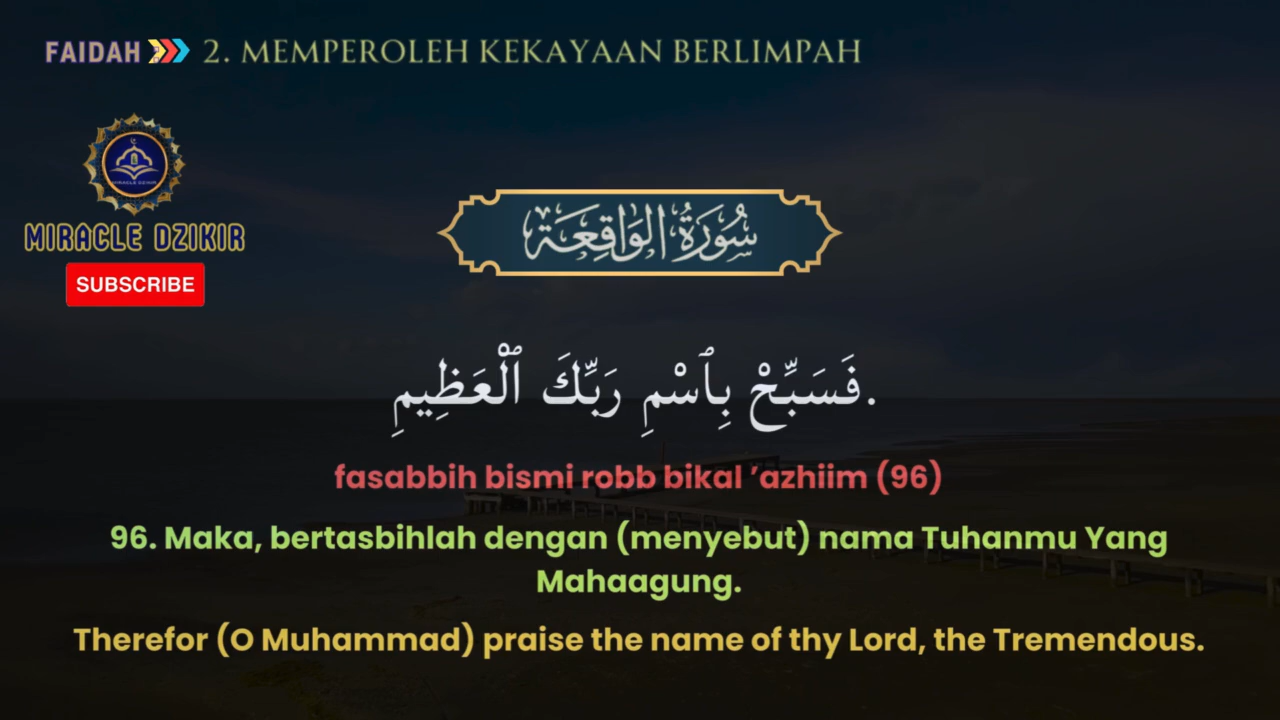 FAIDAH 2. MEMPEROLEH KEKAYAAN BERLIMPAH
MIRACLE DZIKIR
MIRACLE DZIKIR
SUBSCRIBE
سُورَةُ الوَاقِعَة
فَسَبِّحْ بِٱسْمِ رَبِّكَ ٱلْعَظِيمِ.
fasabbih bismi robb bikal ’azhiim (96)
96. Maka, bertasbihlah dengan (menyebut) nama Tuhanmu Yang
Mahaagung.
Therefor (O Muhammad) praise the name of thy Lord, the Tremendous.